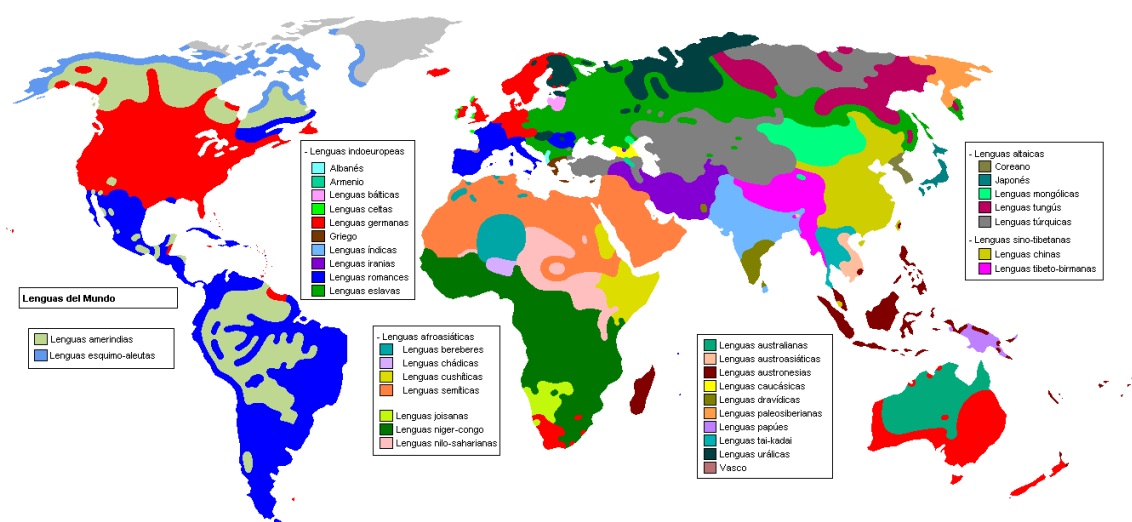 Lenguas del Mundo
Lenguas amerindias
Lenguas esquimo-aleutas
- Lenguas indoeuropeas
Albanés
Armenio
Lenguas bálticas
Lenguas celtas
Lenguas germanas
Griego
Lenguas índicas
Lenguas iranias
Lenguas romances
Lenguas eslavas
- Lenguas afroasiáticas
Lenguas bereberes
Lenguas chádicas
Lenguas cushíticas
Lenguas semíticas
Lenguas joisanas
Lenguas niger-congo
Lenguas nilo-saharianas
Lenguas australianas
Lenguas austroasiáticas
Lenguas austronesias
Lenguas caucásicas
Lenguas dravídicas
Lenguas paleosiberianas
Lenguas papúes
Lenguas tai-kadai
Lenguas urálicas
Vasco
- Lenguas altaicas
Coreano
Japonés
Lenguas mongólicas
Lenguas tungús
Lenguas túrquicas
- Lenguas sino-tibetanas
Lenguas chinas
Lenguas tibeto-birmanas